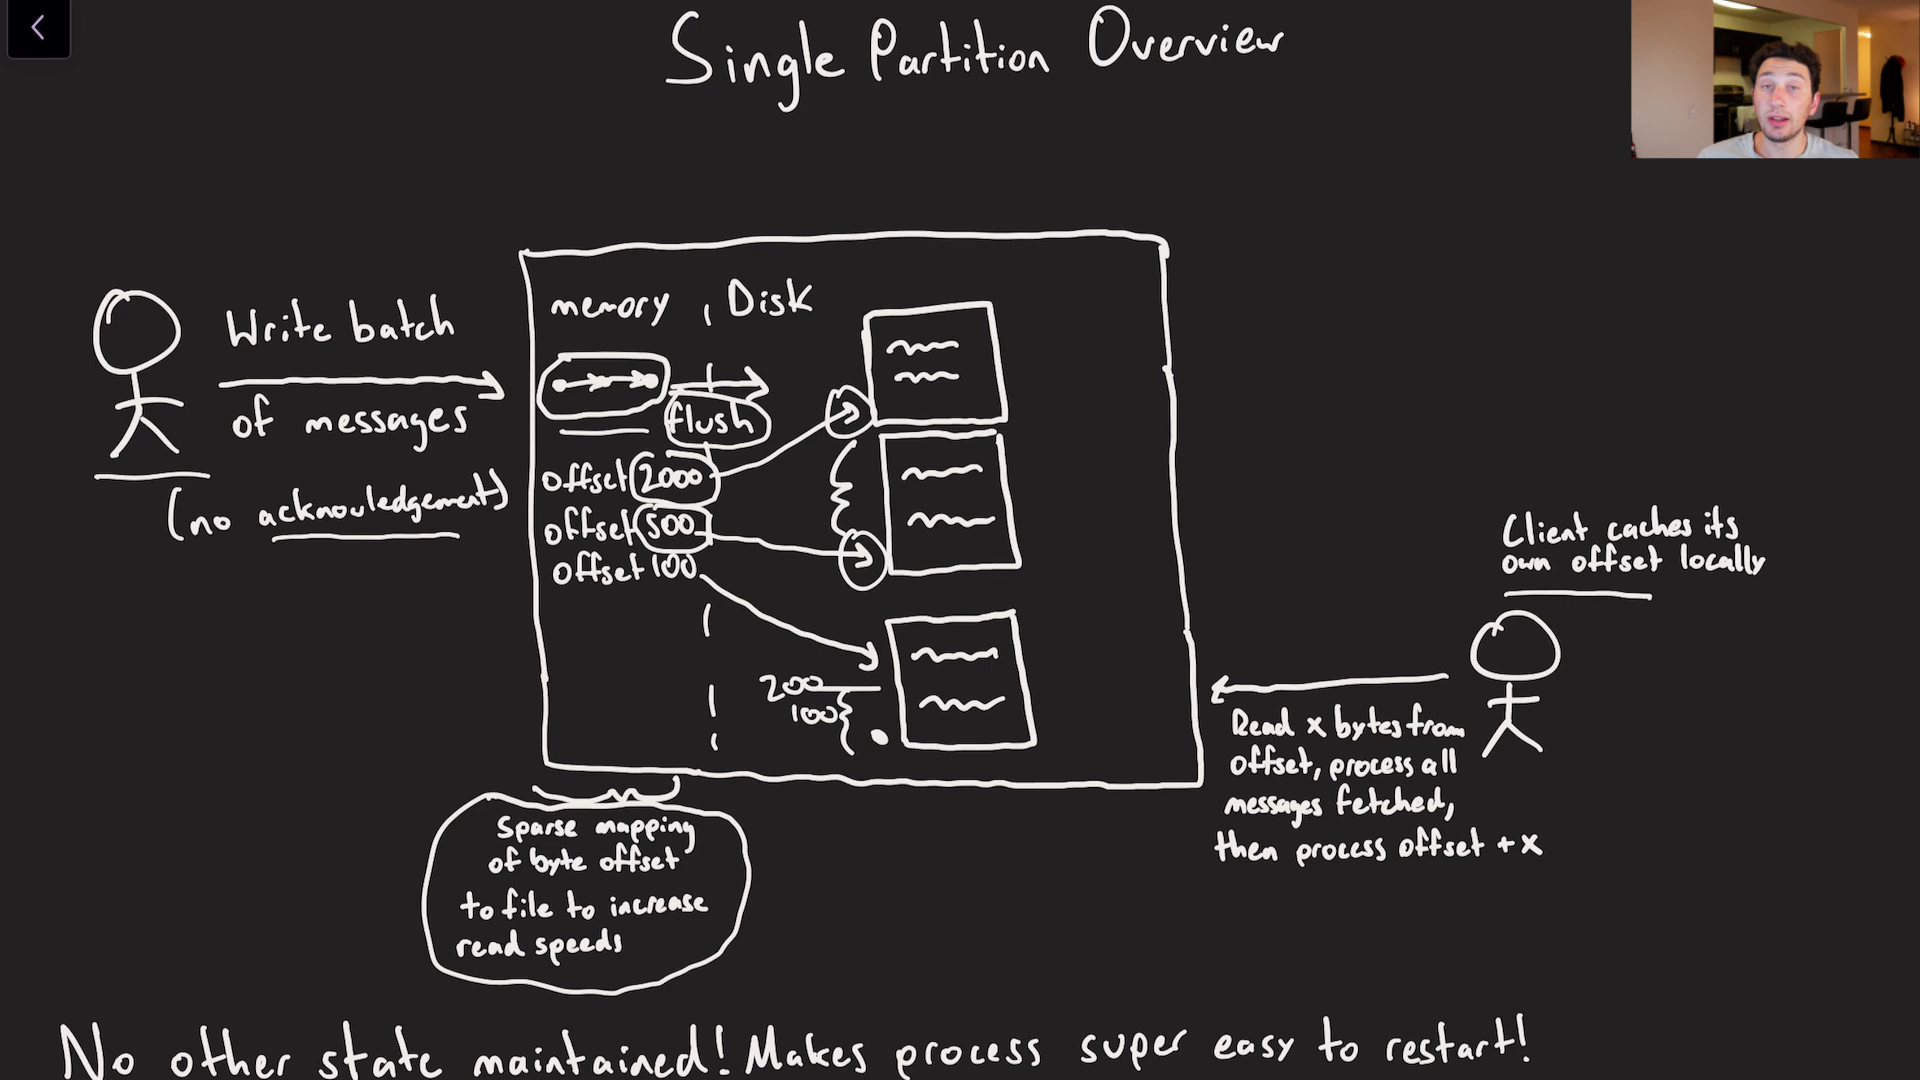 Single Partition Overview
Write batch
of messages
(no acknowledgement)
memory
Disk
flush
offset 2000
offset 500
offset 100
200
100
Sparse mapping
of byte offset
to file to increase
read speeds
Client caches its
own offset locally
Read x bytes from
offset, process all
messages fetched,
then process offset + x
No other state maintained! Makes process super easy to restart!